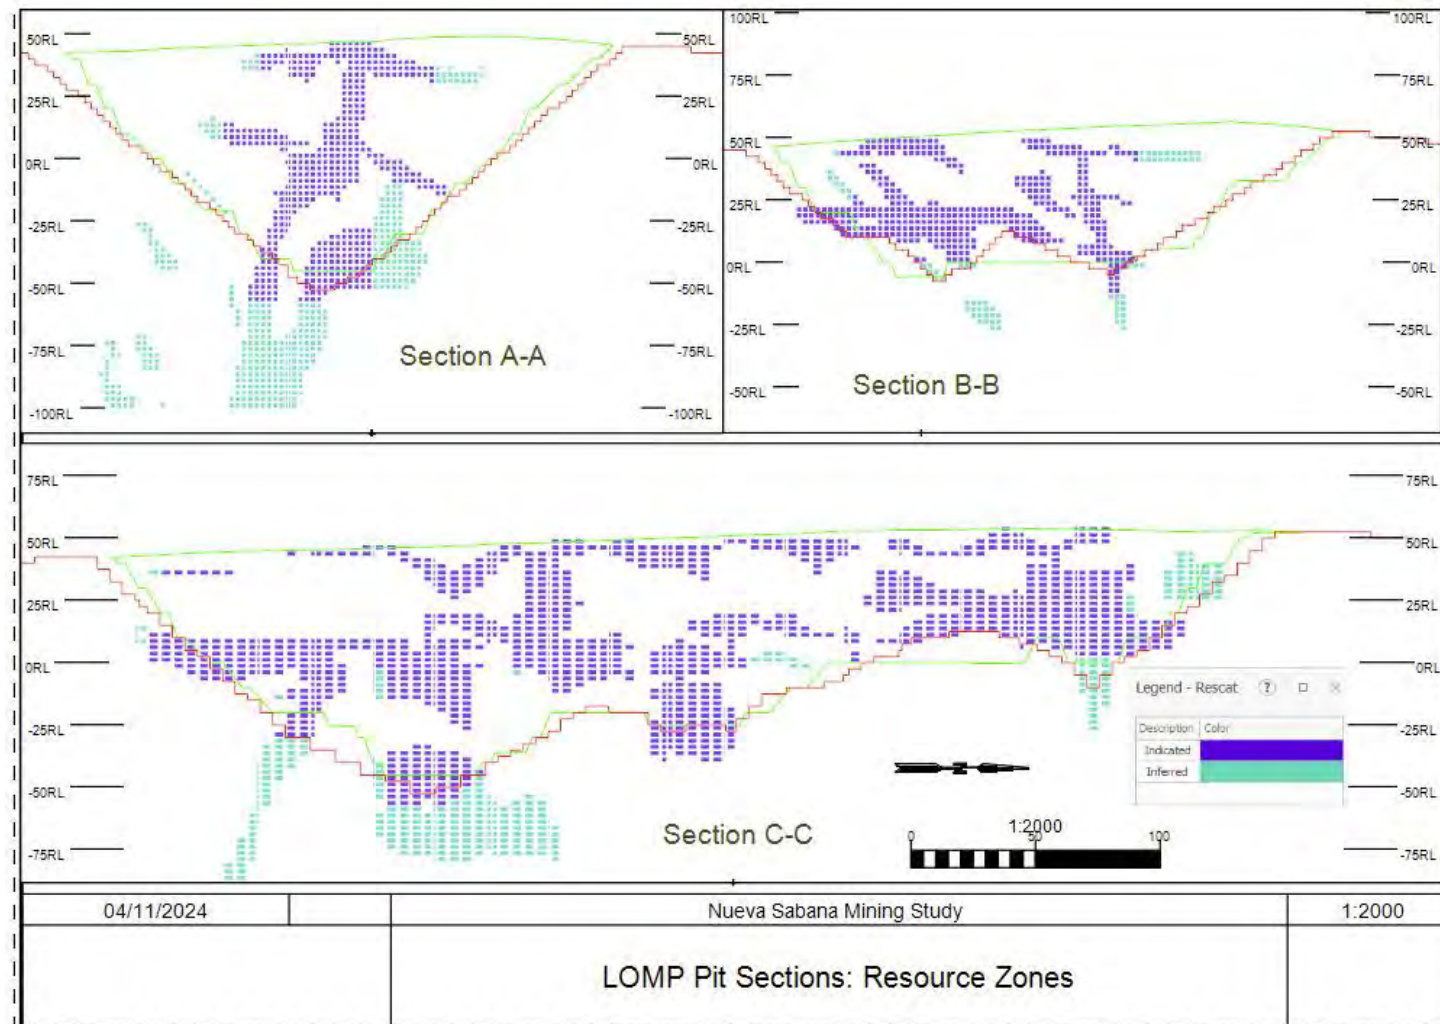 50RL
50RL
25RL
25RL
0RL
0RL
-25RL
-25RL
-50RL
-50RL
-75RL
-75RL
-100RL
-100RL
Section A-A
100RL
100RL
75RL
75RL
50RL
50RL
25RL
25RL
0RL
0RL
-25RL
-25RL
-50RL
-50RL
Section B-B
75RL
75RL
50RL
50RL
25RL
25RL
0RL
0RL
-25RL
-25RL
-50RL
-50RL
-75RL
-75RL
Legend - Rescat ?
Description Color
Indicated
Inferred
N
Section C-C
1:2000
0 50 100
04/11/2024 Nueva Sabana Mining Study 1:2000
LOMP Pit Sections: Resource Zones